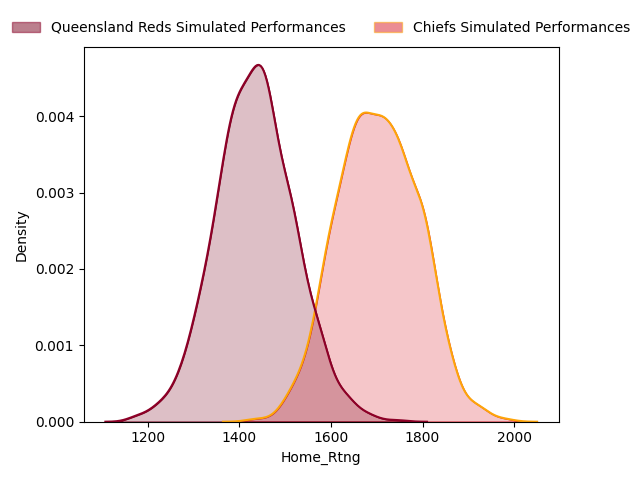 Queensland Reds Simulated Performances
Chiefs Simulated Performances
0.004
0.003
0.002
0.001
0.000
Density
1200 1400 1600 1800 2000
Home_Rtng